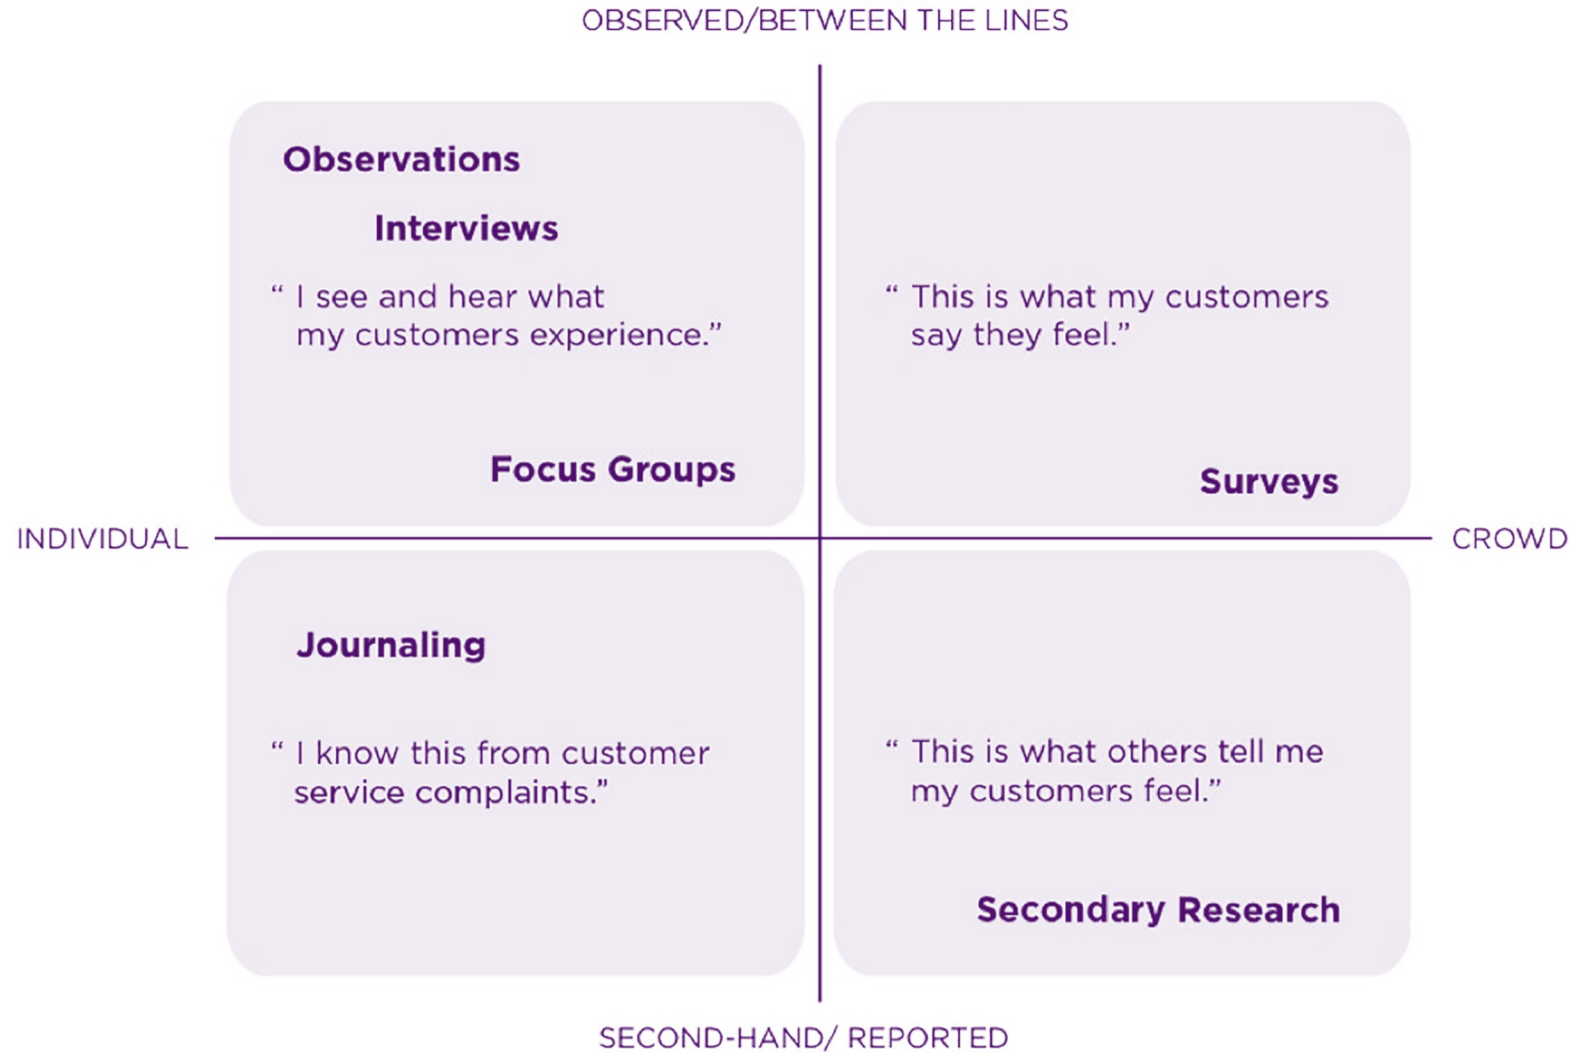 OBSERVED/BETWEEN THE LINES
Observations
Interviews
“ I see and hear what
my customers experience.”
Focus Groups
“ This is what my customers
say they feel.”
Surveys
INDIVIDUAL
CROWD
Journaling
“ I know this from customer
service complaints.”
“ This is what others tell me
my customers feel.”
Secondary Research
SECOND-HAND/ REPORTED